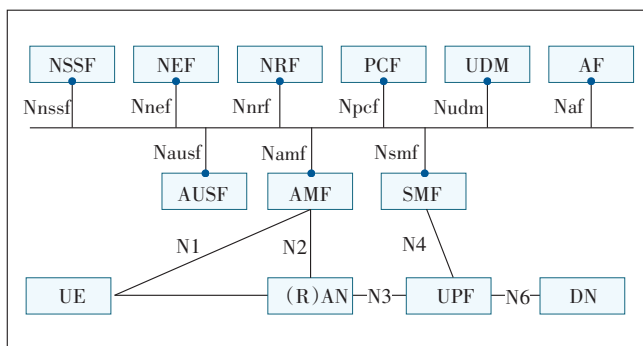 NSSF NEF NRF PCF UDM AF
Nnssf Nnef Nnrf Npcf Nudm Naf
Nausf Namf Nsmf
AUSF AMF SMF
N1 N2 N4
UE (R)AN N3 UPF N6 DN